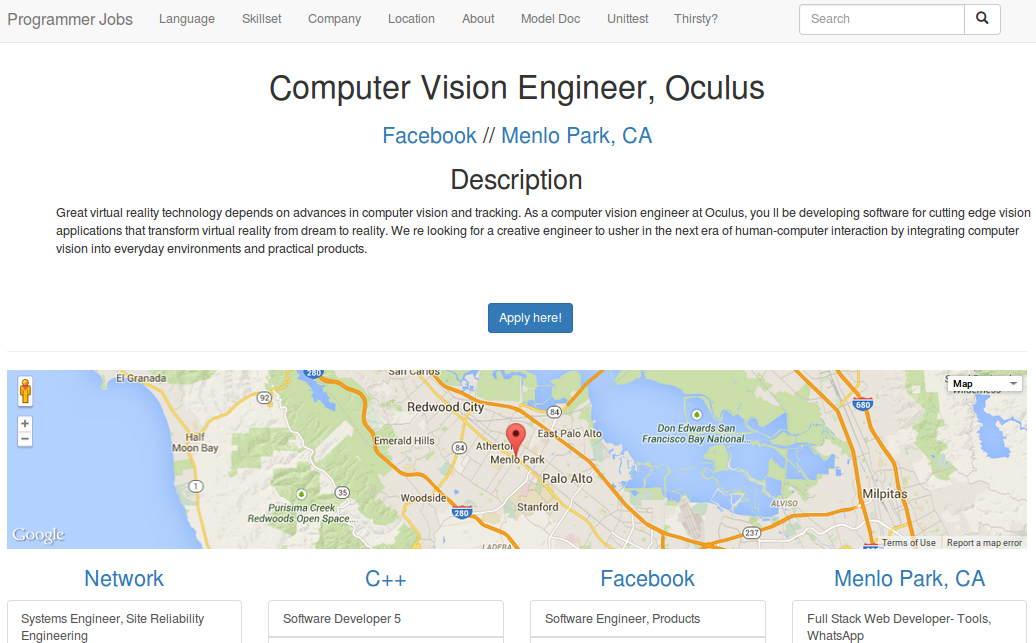 Programmer Jobs Language Skillset Company Location About Model Doc Unittest Thirsty? Search
Computer Vision Engineer, Oculus
Facebook // Menlo Park, CA
Description
Great virtual reality technology depends on advances in computer vision and tracking. As a computer vision engineer at Oculus, you ll be developing software for cutting edge vision
applications that transform virtual reality from dream to reality. We re looking for a creative engineer to usher in the next era of human-computer interaction by integrating computer
vision into everyday environments and practical products.
Apply here!
280
San Carlos
El Granada
Map
92
Redwood City
84
680
Half
Moon Bay
Emerald Hills
84
Atherton
East Palo Alto
Don Edwards San
Francisco Bay National...
Menlo Park
Palo Alto
1
35
Woodside
Milpitas
Purisima Creek
Redwoods Open Space...
280
Stanford
ALVISO
237
Google
Terms of Use
Report a map error
Network C++ Facebook Menlo Park, CA
Systems Engineer, Site Reliability
Engineering
Software Developer 5
Software Engineer, Products
Full Stack Web Developer- Tools,
WhatsApp